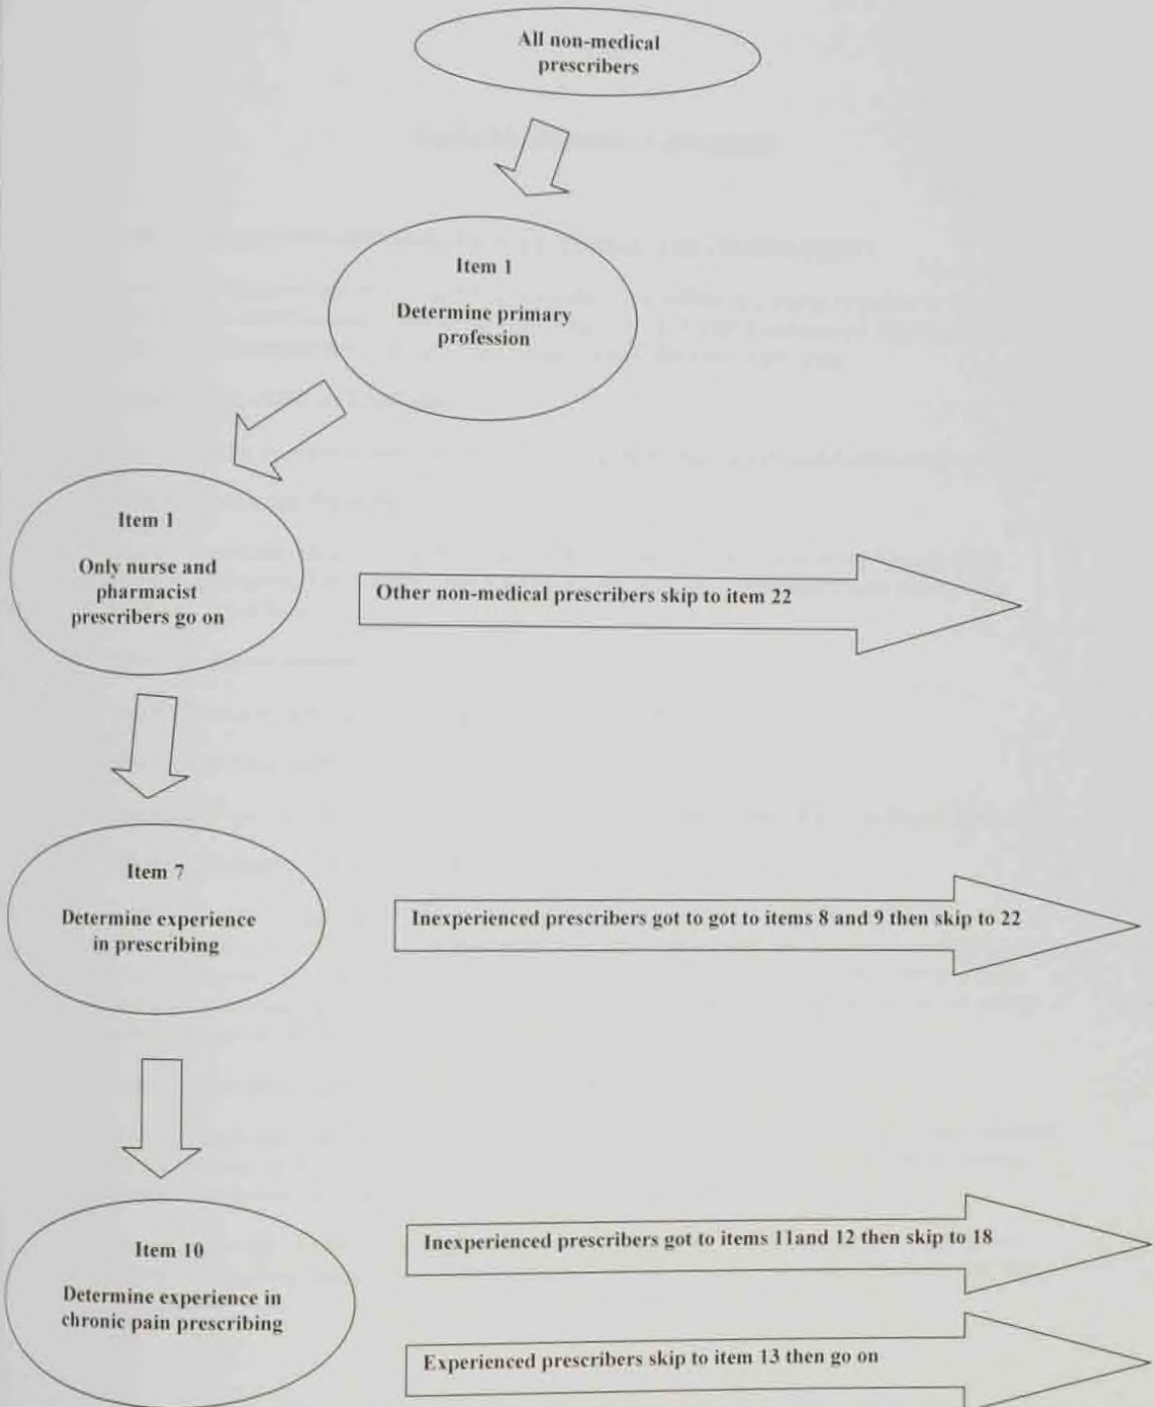 All non-medical
prescribers
Item 1
Determine primary
profession
Item 1
Only nurse and
pharmacist
prescribers go on
Other non-medical prescribers skip to item 22
Item 7
Determine experience
in prescribing
Inexperienced prescribers got to got to items 8 and 9 then skip to 22
Item 10
Determine experience in
chronic pain prescribing
Inexperienced prescribers got to items 11and 12 then skip to 18
Experienced prescribers skip to item 13 then go on